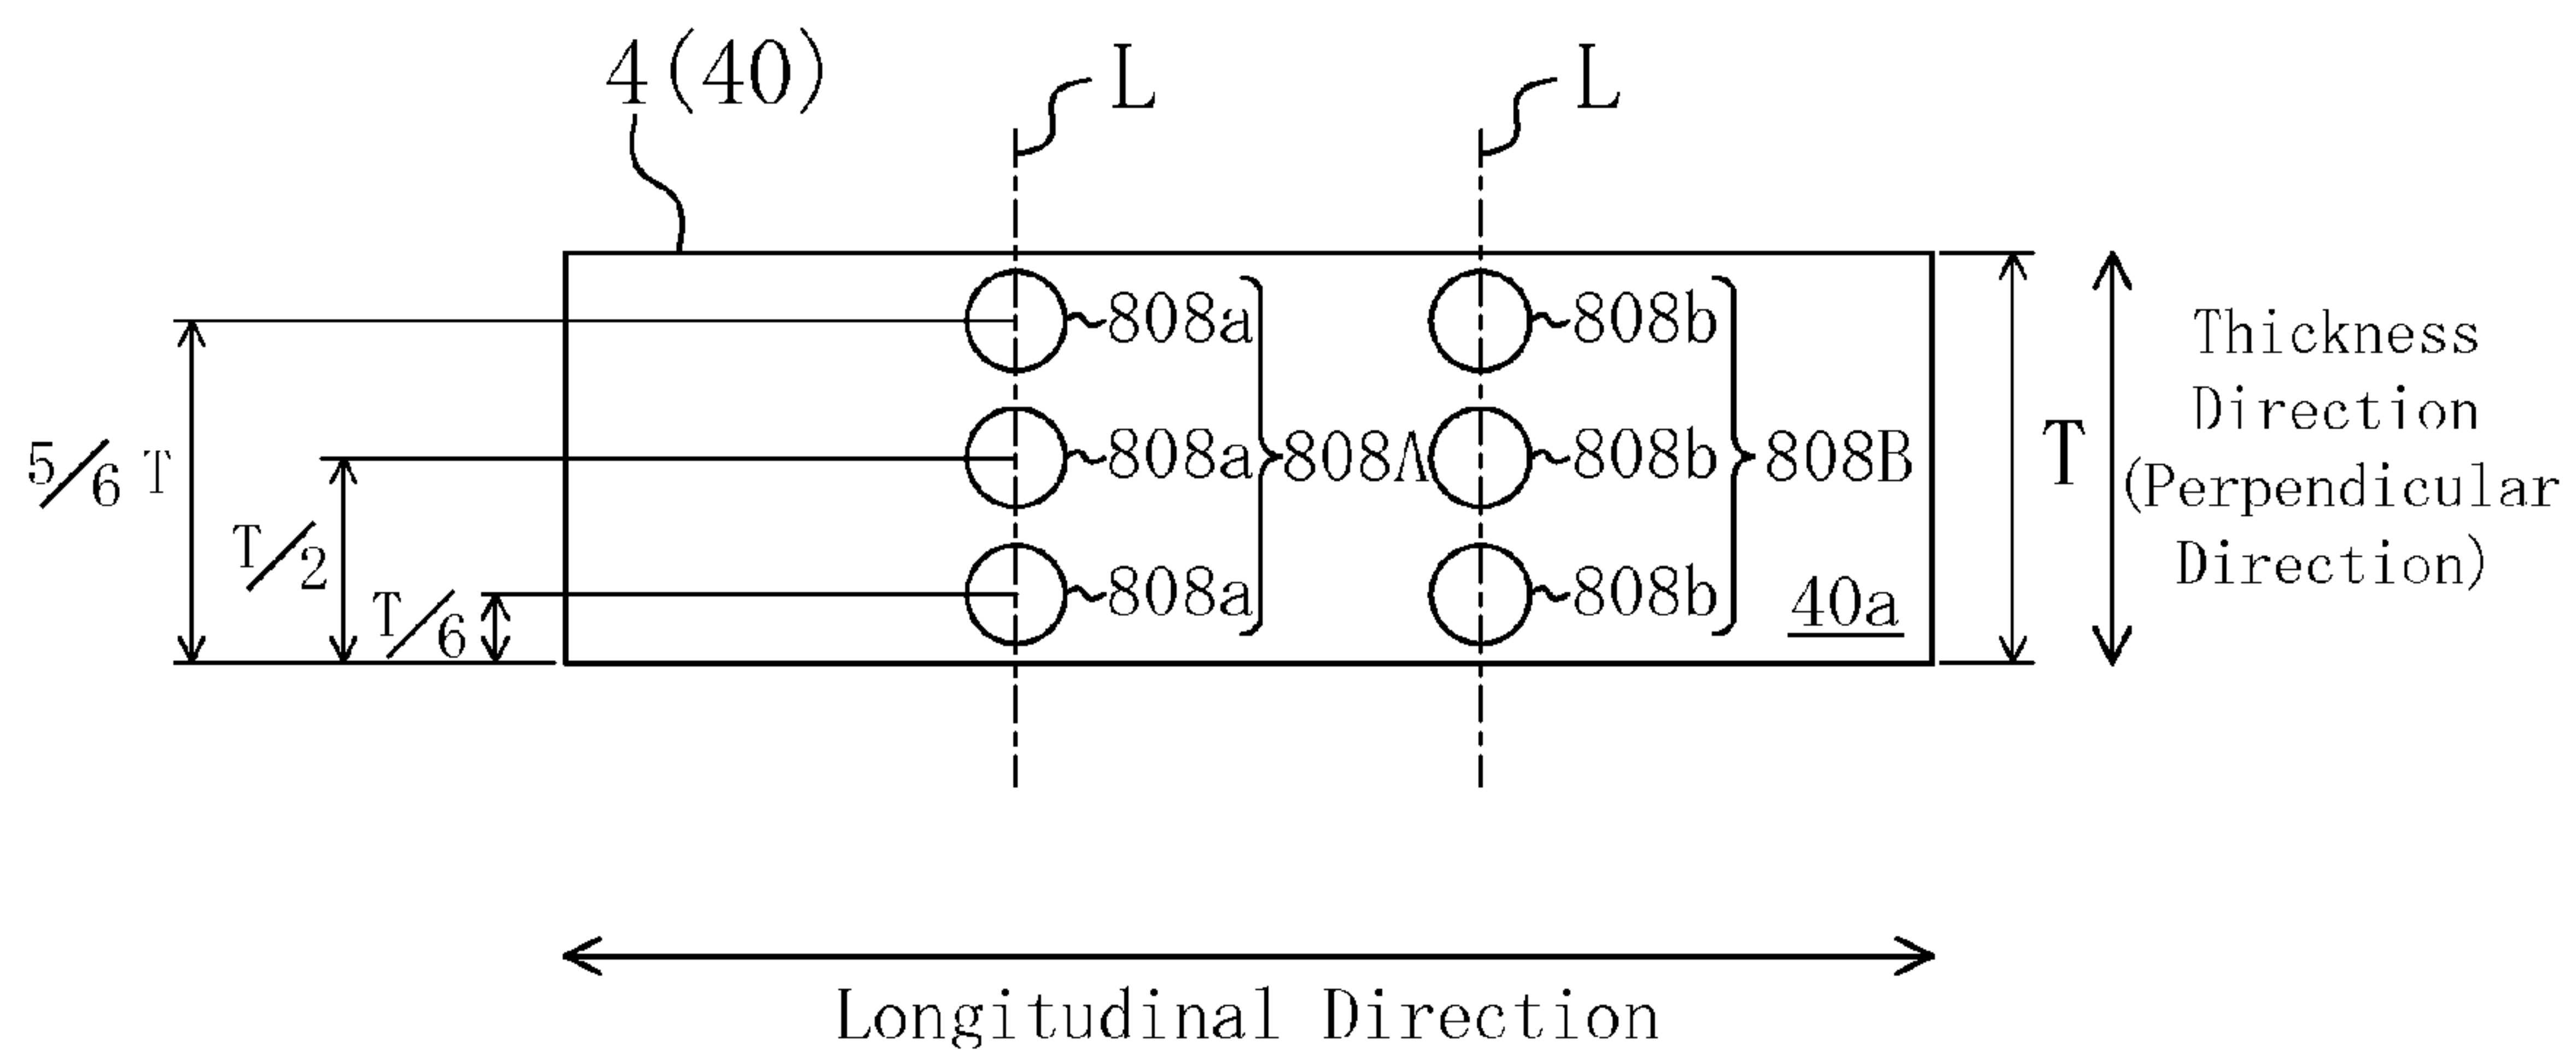 4(40)
L
L
808a
808b
5/6 T
808a
808A
808b
808B
T
Thickness
Direction
(Perpendicular
Direction)
T/2
T/6
808a
808b
40a
Longitudinal Direction